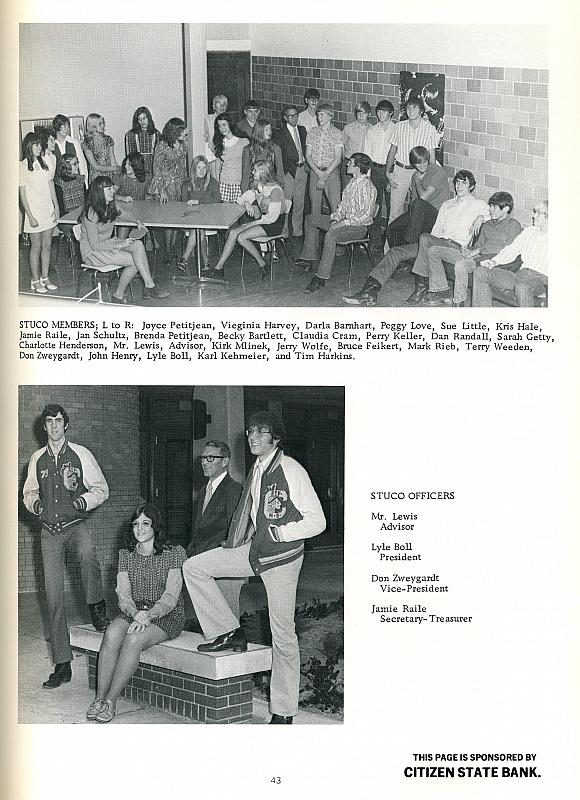 STUCO MEMBERS; L to R: Joyce Petitjean, Vieginia Harvey, Darla Barnhart, Peggy Love, Sue Little, Kris Hale,
Jamie Raile, Jan Schultz, Brenda Petitjean, Becky Bartlett, Claudia Cram, Perry Keller, Dan Randall, Sarah Getty,
Charlotte Henderson, Mr. Lewis, Advisor, Kirk Mlinek, Jerry Wolfe, Bruce Feikert, Mark Rieb, Terry Weeden,
Don Zweygardt, John Henry, Lyle Boll, Karl Kehmeier, and Tim Harkins.
73
STUCO OFFICERS
Mr. Lewis
Advisor
Lyle Boll
President
Don Zweygardt
Vice-President
Jamie Raile
Secretary-Treasurer
THIS PAGE IS SPONSORED BY
CITIZEN STATE BANK.
43